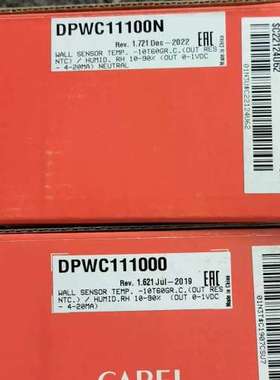 DPWC11100N
Rev. 1.721 Dec-2022
EAC
WALL SENSOR TEMP. -10T60GR.C.(OUT RES
NTC) / HUMID. RH 10-90% (OUT 0-1VDC
- 4-20MA) NEUTRAL
Made in China
DPWC111000
Rev. 1.621 Jul-2019
EAC
WALL SENSOR TEMP. -10T60GR.C.(OUT RES
NTC.) / HUMID.RH 10-90% (OUT 0-1VDC
- 4-20MA)
Made in China
CAREL